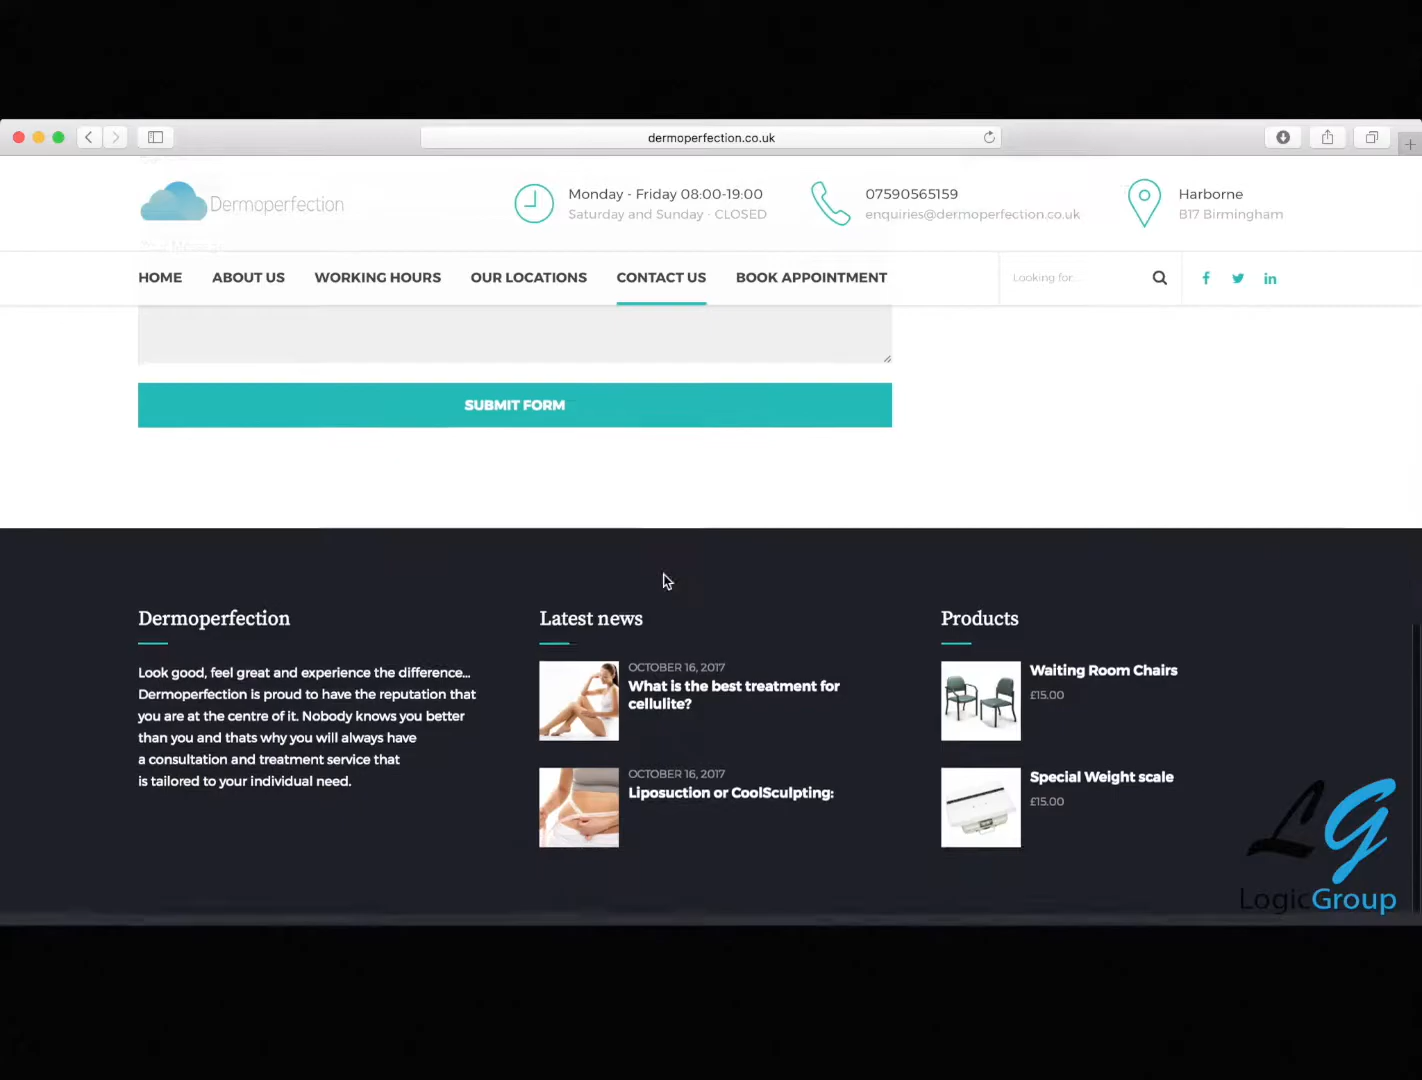 dermoperfection.co.uk
Dermoperfection
Monday - Friday 08:00-19:00
Saturday and Sunday - CLOSED
07590565159
enquiries@dermoperfection.co.uk
Harborne
B17 Birmingham
Your Message
HOME
ABOUT US
WORKING HOURS
OUR LOCATIONS
CONTACT US
BOOK APPOINTMENT
Looking for...
SUBMIT FORM
Dermoperfection
Look good, feel great and experience the difference...
Dermoperfection is proud to have the reputation that
you are at the centre of it. Nobody knows you better
than you and thats why you will always have
a consultation and treatment service that
is tailored to your individual need.
Latest news
OCTOBER 16, 2017
What is the best treatment for
cellulite?
OCTOBER 16, 2017
Liposuction or CoolSculpting:
Products
Waiting Room Chairs
£15.00
Special Weight scale
£15.00
LG
LogicGroup